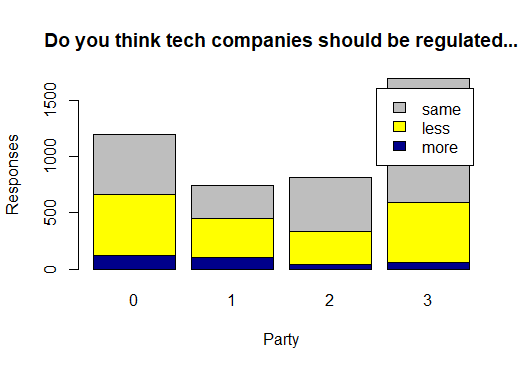 Do you think tech companies should be regulated...
1500
1000
500
0
Responses
same
less
more
0 1 2 3
Party